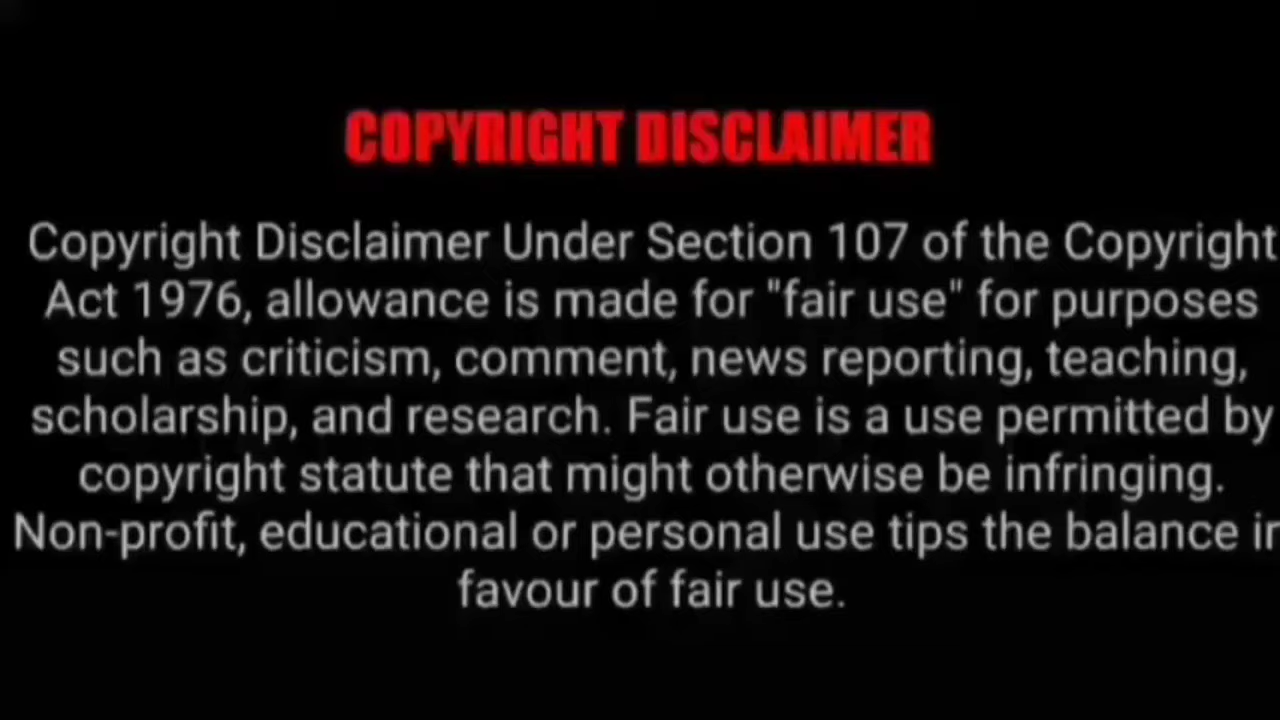 COPYRIGHT DISCLAIMER
Copyright Disclaimer Under Section 107 of the Copyright
Act 1976, allowance is made for "fair use" for purposes
such as criticism, comment, news reporting, teaching,
scholarship, and research. Fair use is a use permitted by
copyright statute that might otherwise be infringing.
Non-profit, educational or personal use tips the balance in
favour of fair use.